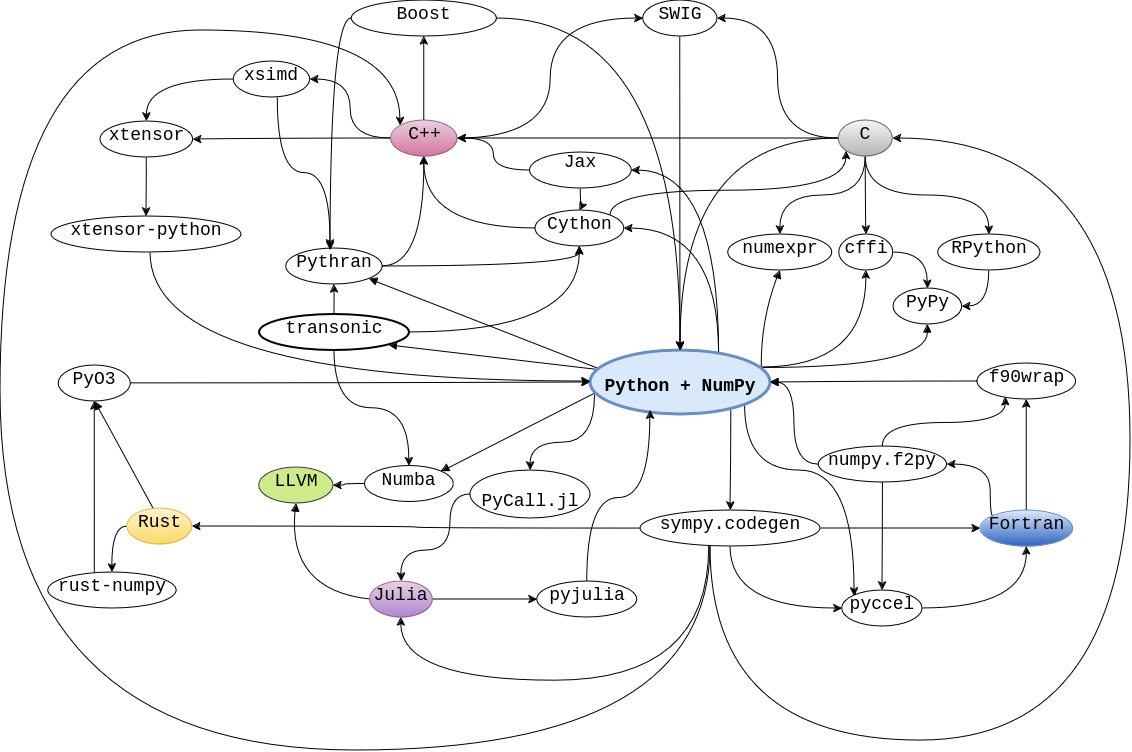 Boost
SWIG
xsimd
xtensor
C++
C
Jax
xtensor-python
Cython
numexpr
cffi
RPython
Pythran
PyPy
transonic
PyO3
Python + NumPy
f90wrap
LLVM
Numba
PyCall.jl
numpy.f2py
Rust
sympy.codegen
Fortran
rust-numpy
Julia
pyjulia
pyccel